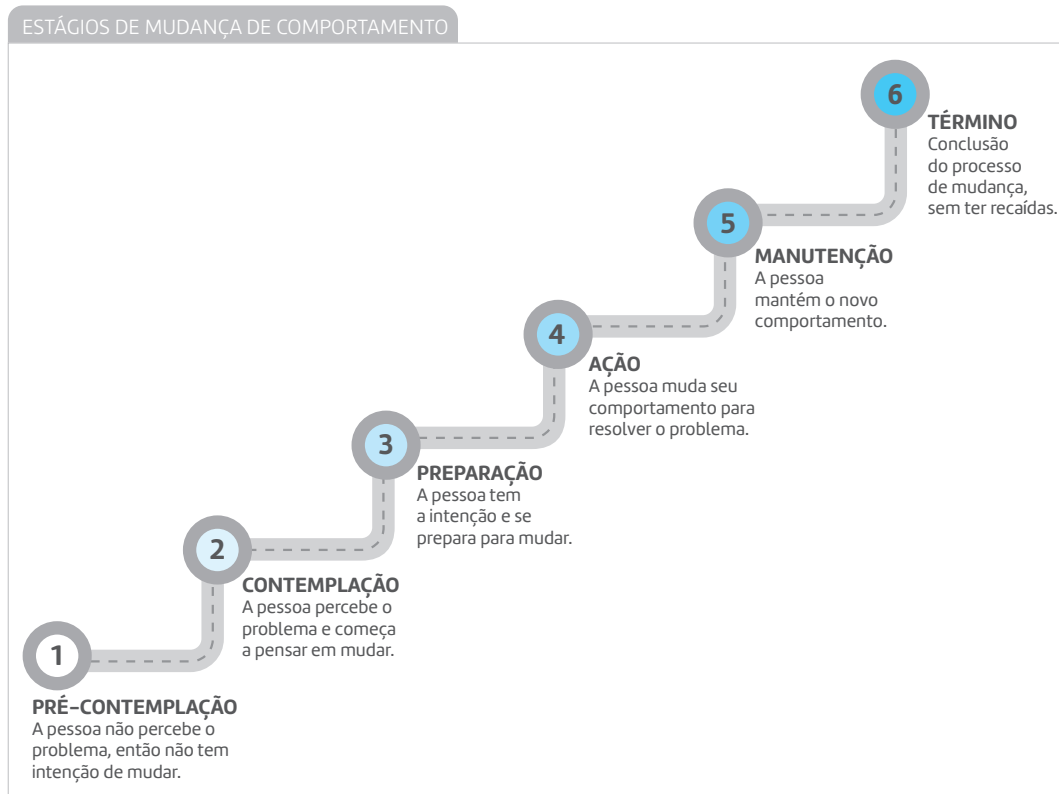 ESTÁGIOS DE MUDANÇA DE COMPORTAMENTO
1
PRÉ-CONTEMPLAÇÃO
A pessoa não percebe o
problema, então não tem
intenção de mudar.
2
CONTEMPLAÇÃO
A pessoa percebe o
problema e começa
a pensar em mudar.
3
PREPARAÇÃO
A pessoa tem
a intenção e se
prepara para mudar.
4
AÇÃO
A pessoa muda seu
comportamento para
resolver o problema.
5
MANUTENÇÃO
A pessoa
mantém o novo
comportamento.
6
TÉRMINO
Conclusão
do processo
de mudança,
sem ter recaídas.